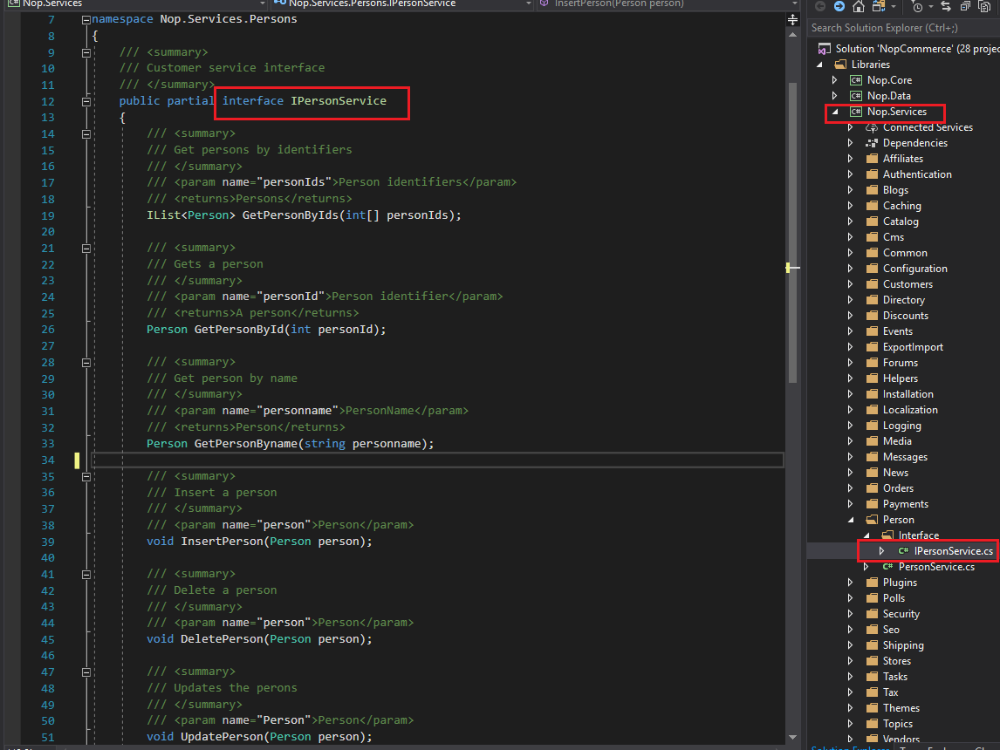 Nop.Services
Nop.Services.Persons.IPersonService
InsertPerson(Person person)
7 namespace Nop.Services.Persons
8 {
9 /// <summary>
10 /// Customer service interface
11 /// </summary>
12 public partial interface IPersonService
13 {
14 /// <summary>
15 /// Get persons by identifiers
16 /// </summary>
17 /// <param name="personIds">Person identifiers</param>
18 /// <returns>Persons</returns>
19 IList<Person> GetPersonByIds(int[] personIds);
20
21 /// <summary>
22 /// Gets a person
23 /// </summary>
24 /// <param name="personId">Person identifier</param>
25 /// <returns>A person</returns>
26 Person GetPersonById(int personId);
27
28 /// <summary>
29 /// Get person by name
30 /// </summary>
31 /// <param name="personname">PersonName</param>
32 /// <returns>Person</returns>
33 Person GetPersonByname(string personname);
34
35 /// <summary>
36 /// Insert a person
37 /// </summary>
38 /// <param name="person">Person</param>
39 void InsertPerson(Person person);
40
41 /// <summary>
42 /// Delete a person
43 /// </summary>
44 /// <param name="person">Person</param>
45 void DeletePerson(Person person);
46
47 /// <summary>
48 /// Updates the perons
49 /// </summary>
50 /// <param name="Person">Person</param>
51 void UpdatePerson(Person person);
Search Solution Explorer (Ctrl+;)
Solution 'NopCommerce' (28 projec
Libraries
C# Nop.Core
C# Nop.Data
C# Nop.Services
Connected Services
Dependencies
Affiliates
Authentication
Blogs
Caching
Catalog
Cms
Common
Configuration
Customers
Directory
Discounts
Events
ExportImport
Forums
Helpers
Installation
Localization
Logging
Media
Messages
News
Orders
Payments
Person
Interface
C# IPersonService.cs
C# PersonService.cs
Plugins
Polls
Security
Seo
Shipping
Stores
Tasks
Tax
Themes
Topics
Vendors
Solution Explorer